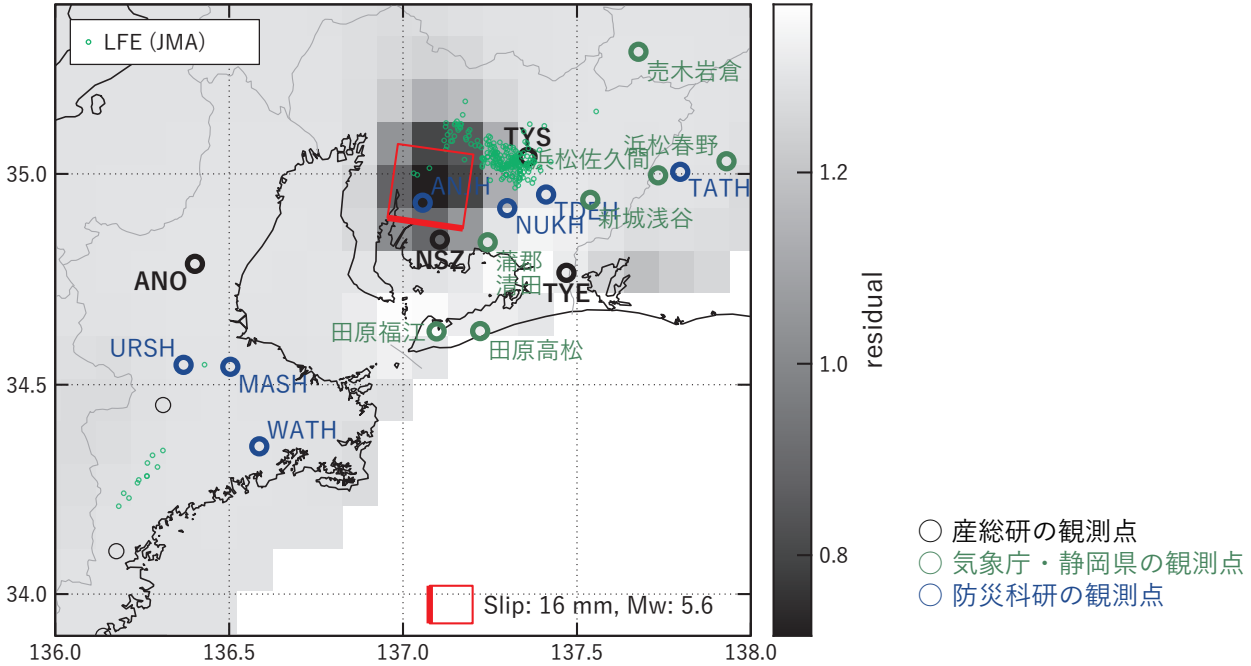 LFE (JMA)
売木岩倉
TYS
浜松春野
浜松佐久間
35.0
ANJH
TATH
TDEH
新城浅谷
NUKH
NSZ
蒲郡
清田
ANO
TYE
田原福江
田原高松
URSH
MASH
34.5
WATH
34.0
Slip: 16 mm, Mw: 5.6
136.0
136.5
137.0
137.5
138.0
1.2
1.0
0.8
residual
産総研の観測点
気象庁・静岡県の観測点
防災科研の観測点